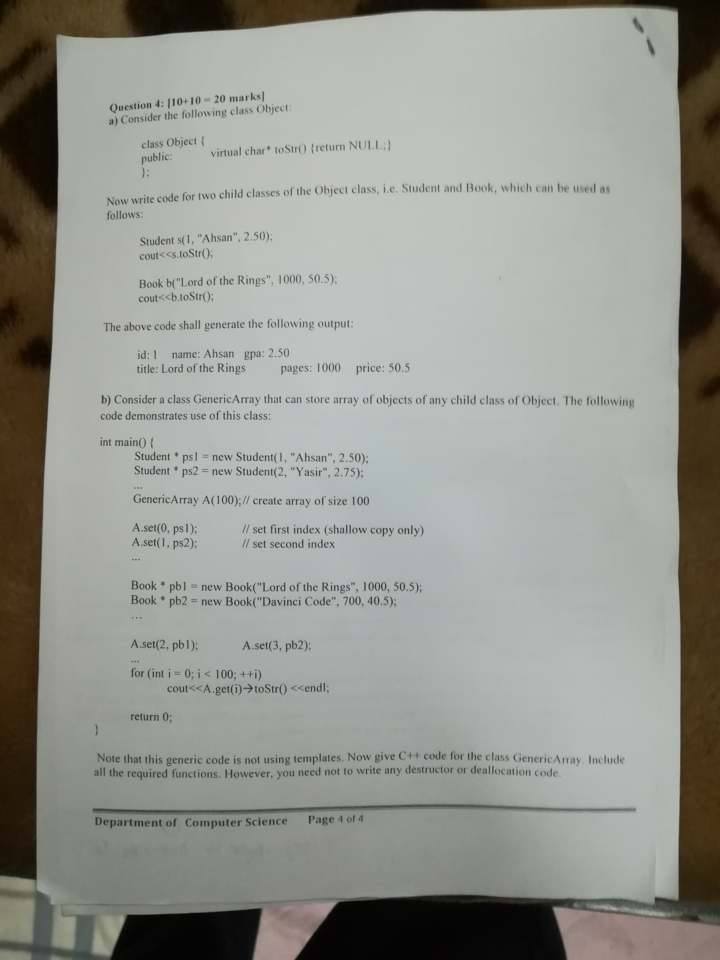 Question 4: [10+10 = 20 marks]
a) Consider the following class Object:
class Object {
public: virtual char* toStr() {return NULL;}
};
Now write code for two child classes of the Object class, i.e. Student and Book, which can be used as
follows:
Student s(1, "Ahsan", 2.50);
cout<<s.toStr();
Book b("Lord of the Rings", 1000, 50.5);
cout<<b.toStr();
The above code shall generate the following output:
id: 1 name: Ahsan gpa: 2.50
title: Lord of the Rings pages: 1000 price: 50.5
b) Consider a class GenericArray that can store array of objects of any child class of Object. The following
code demonstrates use of this class:
int main() {
Student * ps1 = new Student(1, "Ahsan", 2.50);
Student * ps2 = new Student(2, "Yasir", 2.75);
...
GenericArray A(100);// create array of size 100
A.set(0, ps1); // set first index (shallow copy only)
A.set(1, ps2); // set second index
...
Book * pb1 = new Book("Lord of the Rings", 1000, 50.5);
Book * pb2 = new Book("Davinci Code", 700, 40.5);
...
A.set(2, pb1); A.set(3, pb2);
...
for (int i = 0; i < 100; ++i)
cout<<A.get(i)→toStr() <<endl;
return 0;
}
Note that this generic code is not using templates. Now give C++ code for the class GenericArray. Include
all the required functions. However, you need not to write any destructor or deallocation code.
Department of Computer Science Page 4 of 4